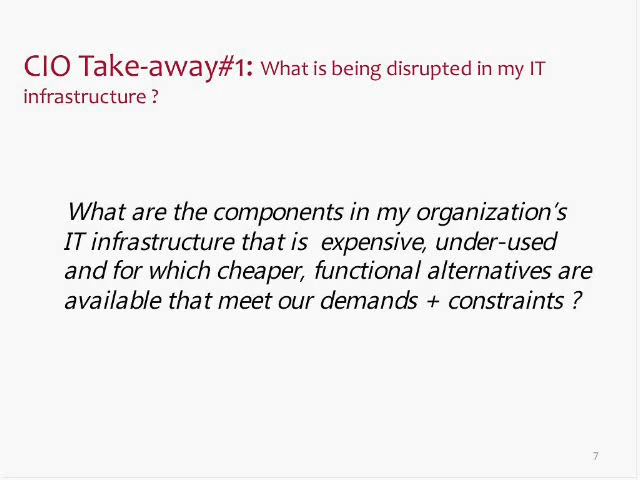 CIO Take-away#1: What is being disrupted in my IT
infrastructure ?
What are the components in my organization's
IT infrastructure that is  expensive, under-used
and for which cheaper, functional alternatives are
available that meet our demands + constraints ?
7